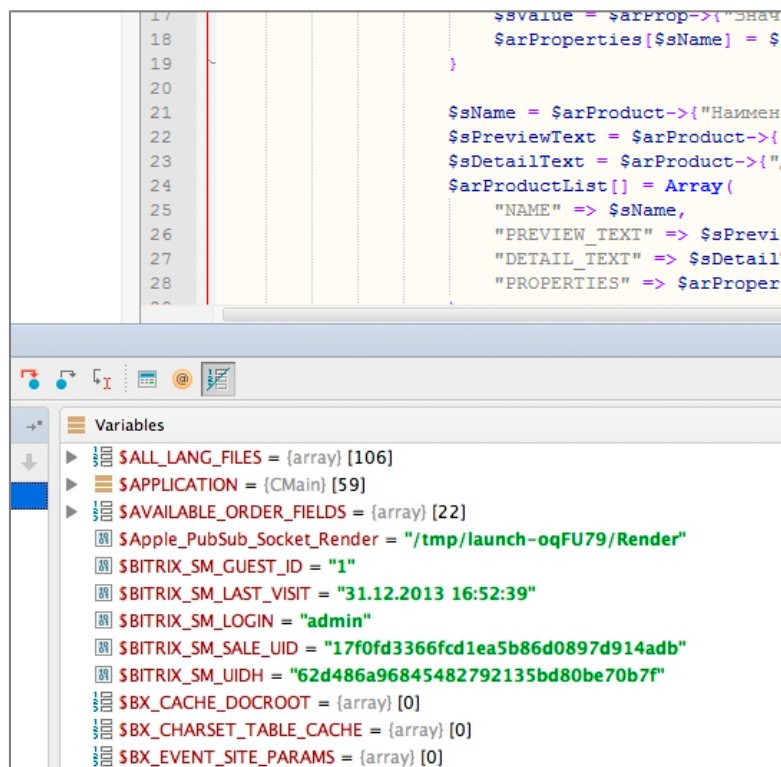 17 $sValue = $arProp->{"Знач
18 $arProperties[$sName] = $
19 }
20
21 $sName = $arProduct->{"Наимен
22 $sPreviewText = $arProduct->{
23 $sDetailText = $arProduct->{"
24 $arProductList[] = Array(
25 "NAME" => $sName,
26 "PREVIEW_TEXT" => $sPrevi
27 "DETAIL_TEXT" => $sDetail
28 "PROPERTIES" => $arProper
Variables
$ALL_LANG_FILES = {array} [106]
$APPLICATION = {CMain} [59]
$AVAILABLE_ORDER_FIELDS = {array} [22]
$Apple_PubSub_Socket_Render = "/tmp/launch-oqFU79/Render"
$BITRIX_SM_GUEST_ID = "1"
$BITRIX_SM_LAST_VISIT = "31.12.2013 16:52:39"
$BITRIX_SM_LOGIN = "admin"
$BITRIX_SM_SALE_UID = "17f0fd3366fcd1ea5b86d0897d914adb"
$BITRIX_SM_UIDH = "62d486a96845482792135bd80be70b7f"
$BX_CACHE_DOCROOT = {array} [0]
$BX_CHARSET_TABLE_CACHE = {array} [0]
$BX_EVENT_SITE_PARAMS = {array} [0]